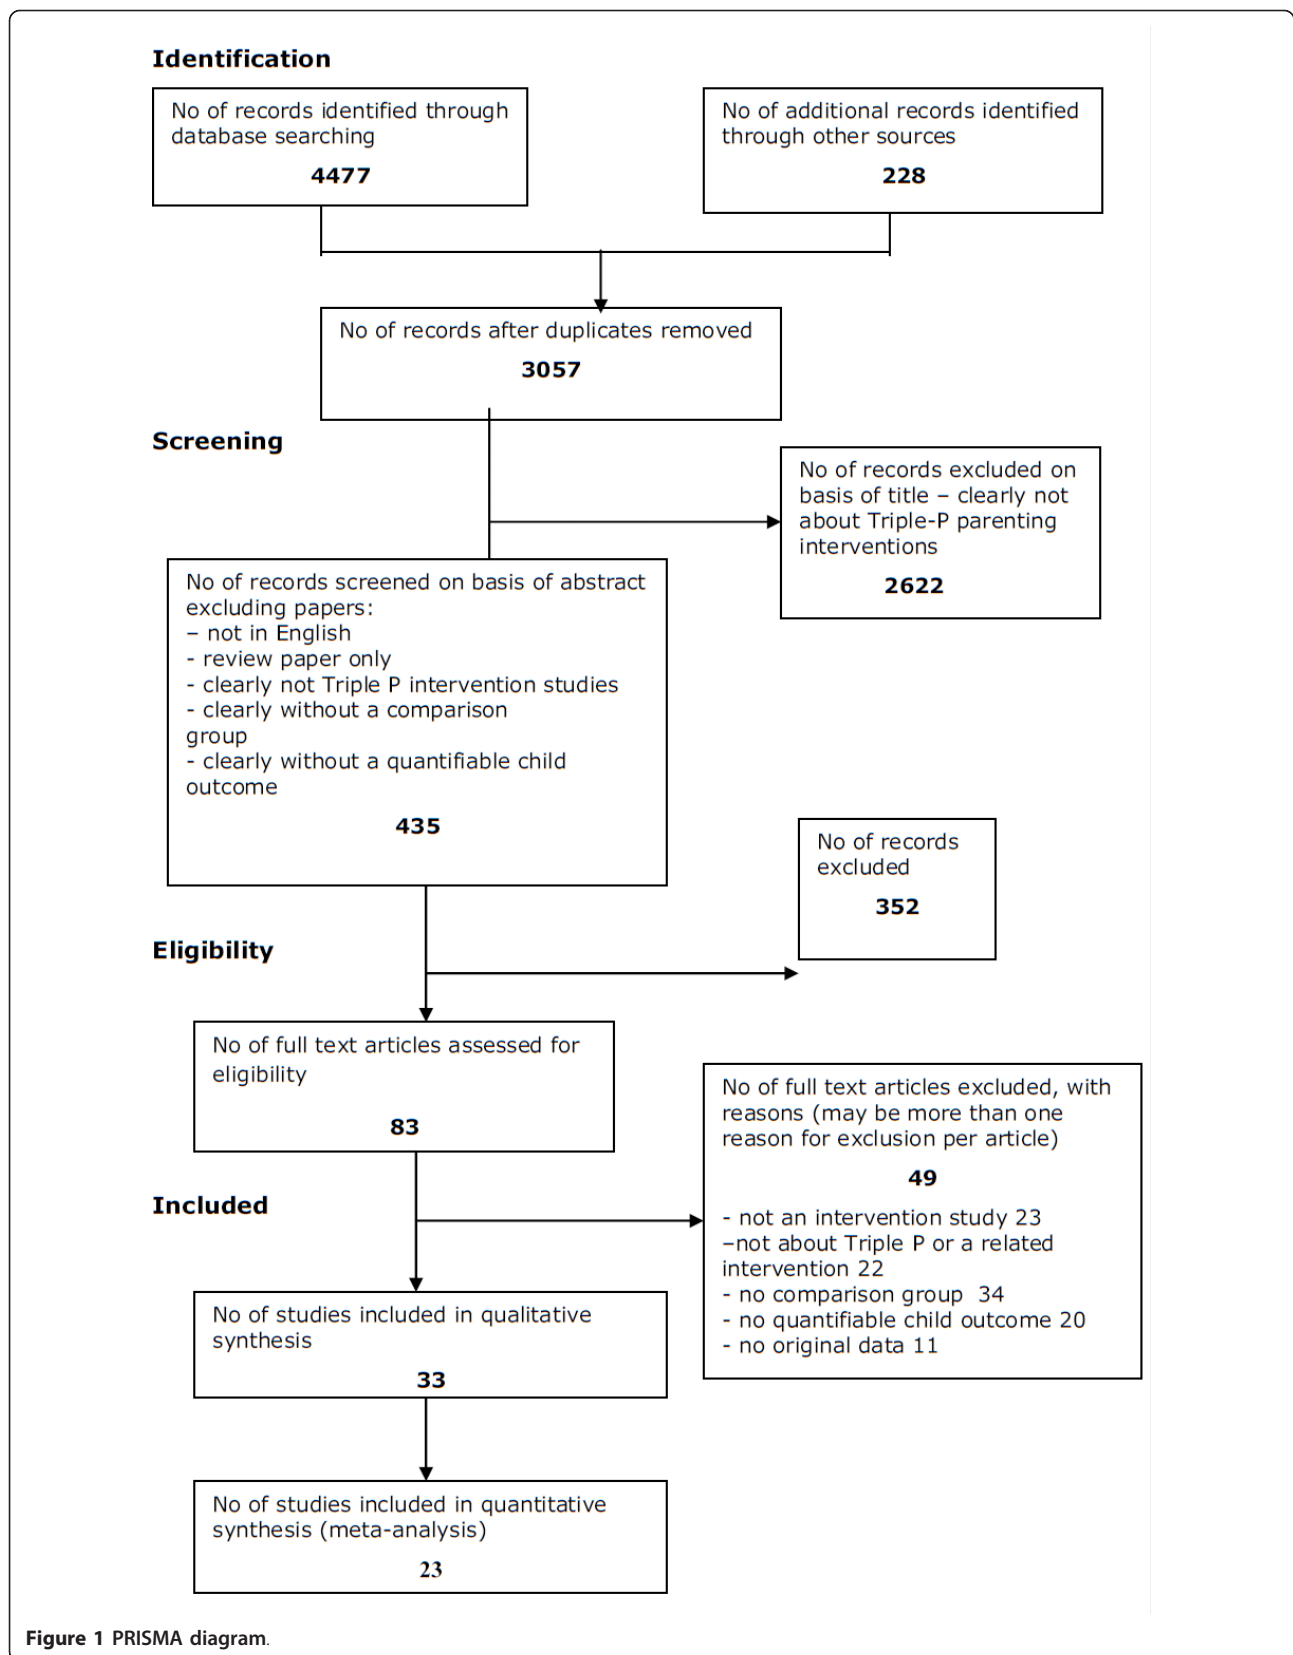 Identification
No of records identified through
database searching
4477
No of additional records identified
through other sources
228
No of records after duplicates removed
3057
Screening
No of records excluded on
basis of title – clearly not
about Triple-P parenting
interventions
2622
No of records screened on basis of abstract
excluding papers:
– not in English
- review paper only
- clearly not Triple P intervention studies
- clearly without a comparison
group
- clearly without a quantifiable child
outcome
435
No of records
excluded
352
Eligibility
No of full text articles assessed for
eligibility
83
No of full text articles excluded, with
reasons (may be more than one
reason for exclusion per article)
49
- not an intervention study 23
–not about Triple P or a related
intervention 22
- no comparison group  34
- no quantifiable child outcome 20
- no original data 11
Included
No of studies included in qualitative
synthesis
33
No of studies included in quantitative
synthesis (meta-analysis)
23
Figure 1 PRISMA diagram.